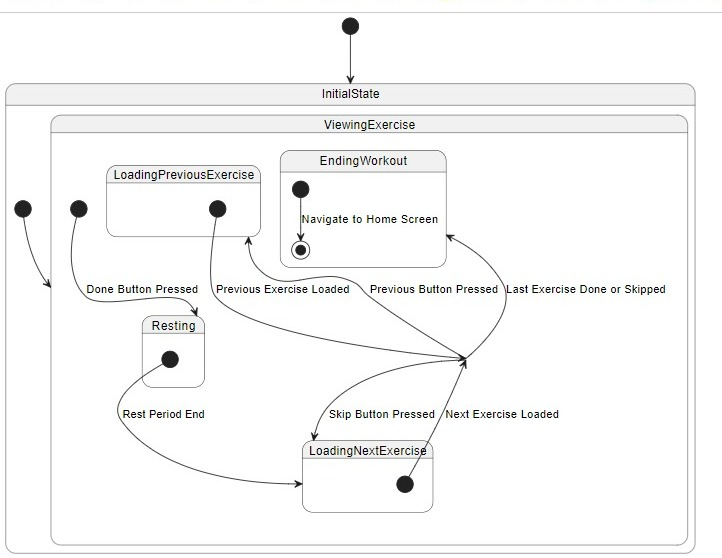 InitialState
ViewingExercise
EndingWorkout
LoadingPreviousExercise
Navigate to Home Screen
Done Button Pressed
Previous Exercise Loaded
Previous Button Pressed
Last Exercise Done or Skipped
Resting
Rest Period End
Skip Button Pressed
Next Exercise Loaded
LoadingNextExercise